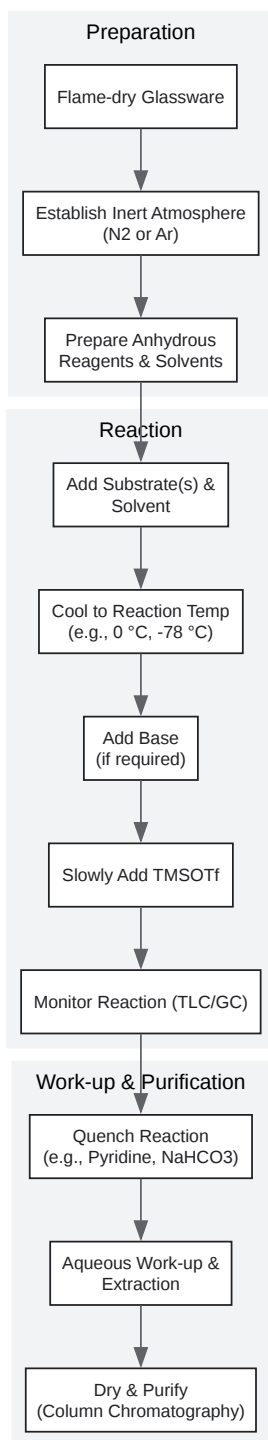 Preparation
Flame-dry Glassware
Establish Inert Atmosphere
(N2 or Ar)
Prepare Anhydrous
Reagents & Solvents
Reaction
Add Substrate(s) &
Solvent
Cool to Reaction Temp
(e.g., 0 °C, -78 °C)
Add Base
(if required)
Slowly Add TMSOTf
Monitor Reaction (TLC/GC)
Work-up & Purification
Quench Reaction
(e.g., Pyridine, NaHCO3)
Aqueous Work-up &
Extraction
Dry & Purify
(Column Chromatography)